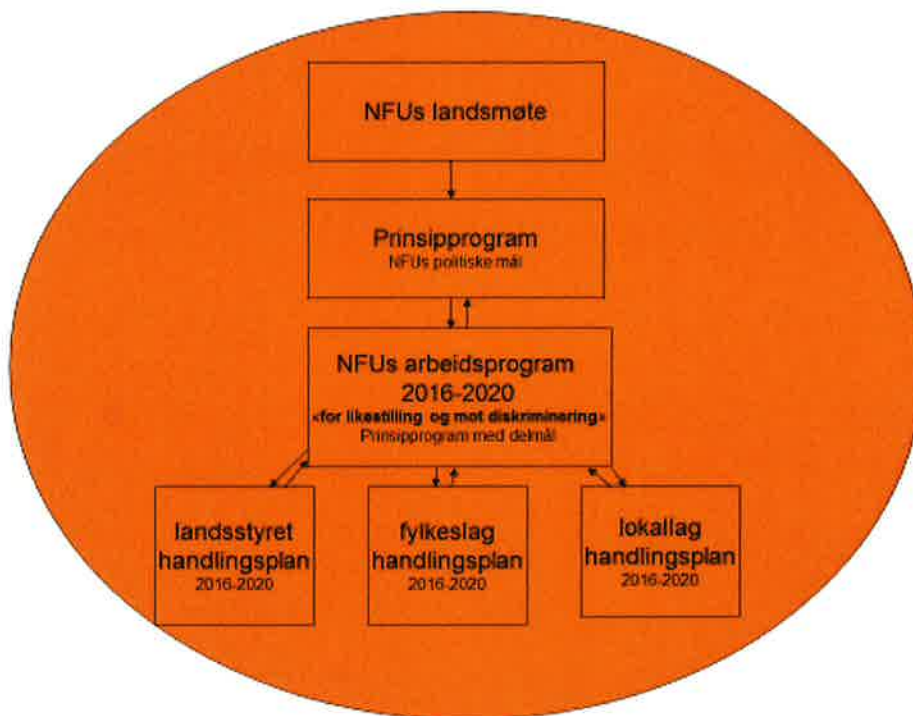 NFUs landsmøte
Prinsipprogram
NFUs politiske mål
NFUs arbeidsprogram
2016-2020
«for likestilling og mot diskriminering»
Prinsipprogram med delmål
landsstyret
handlingsplan
2016-2020
fylkeslag
handlingsplan
2016-2020
lokallag
handlingsplan
2016-2020